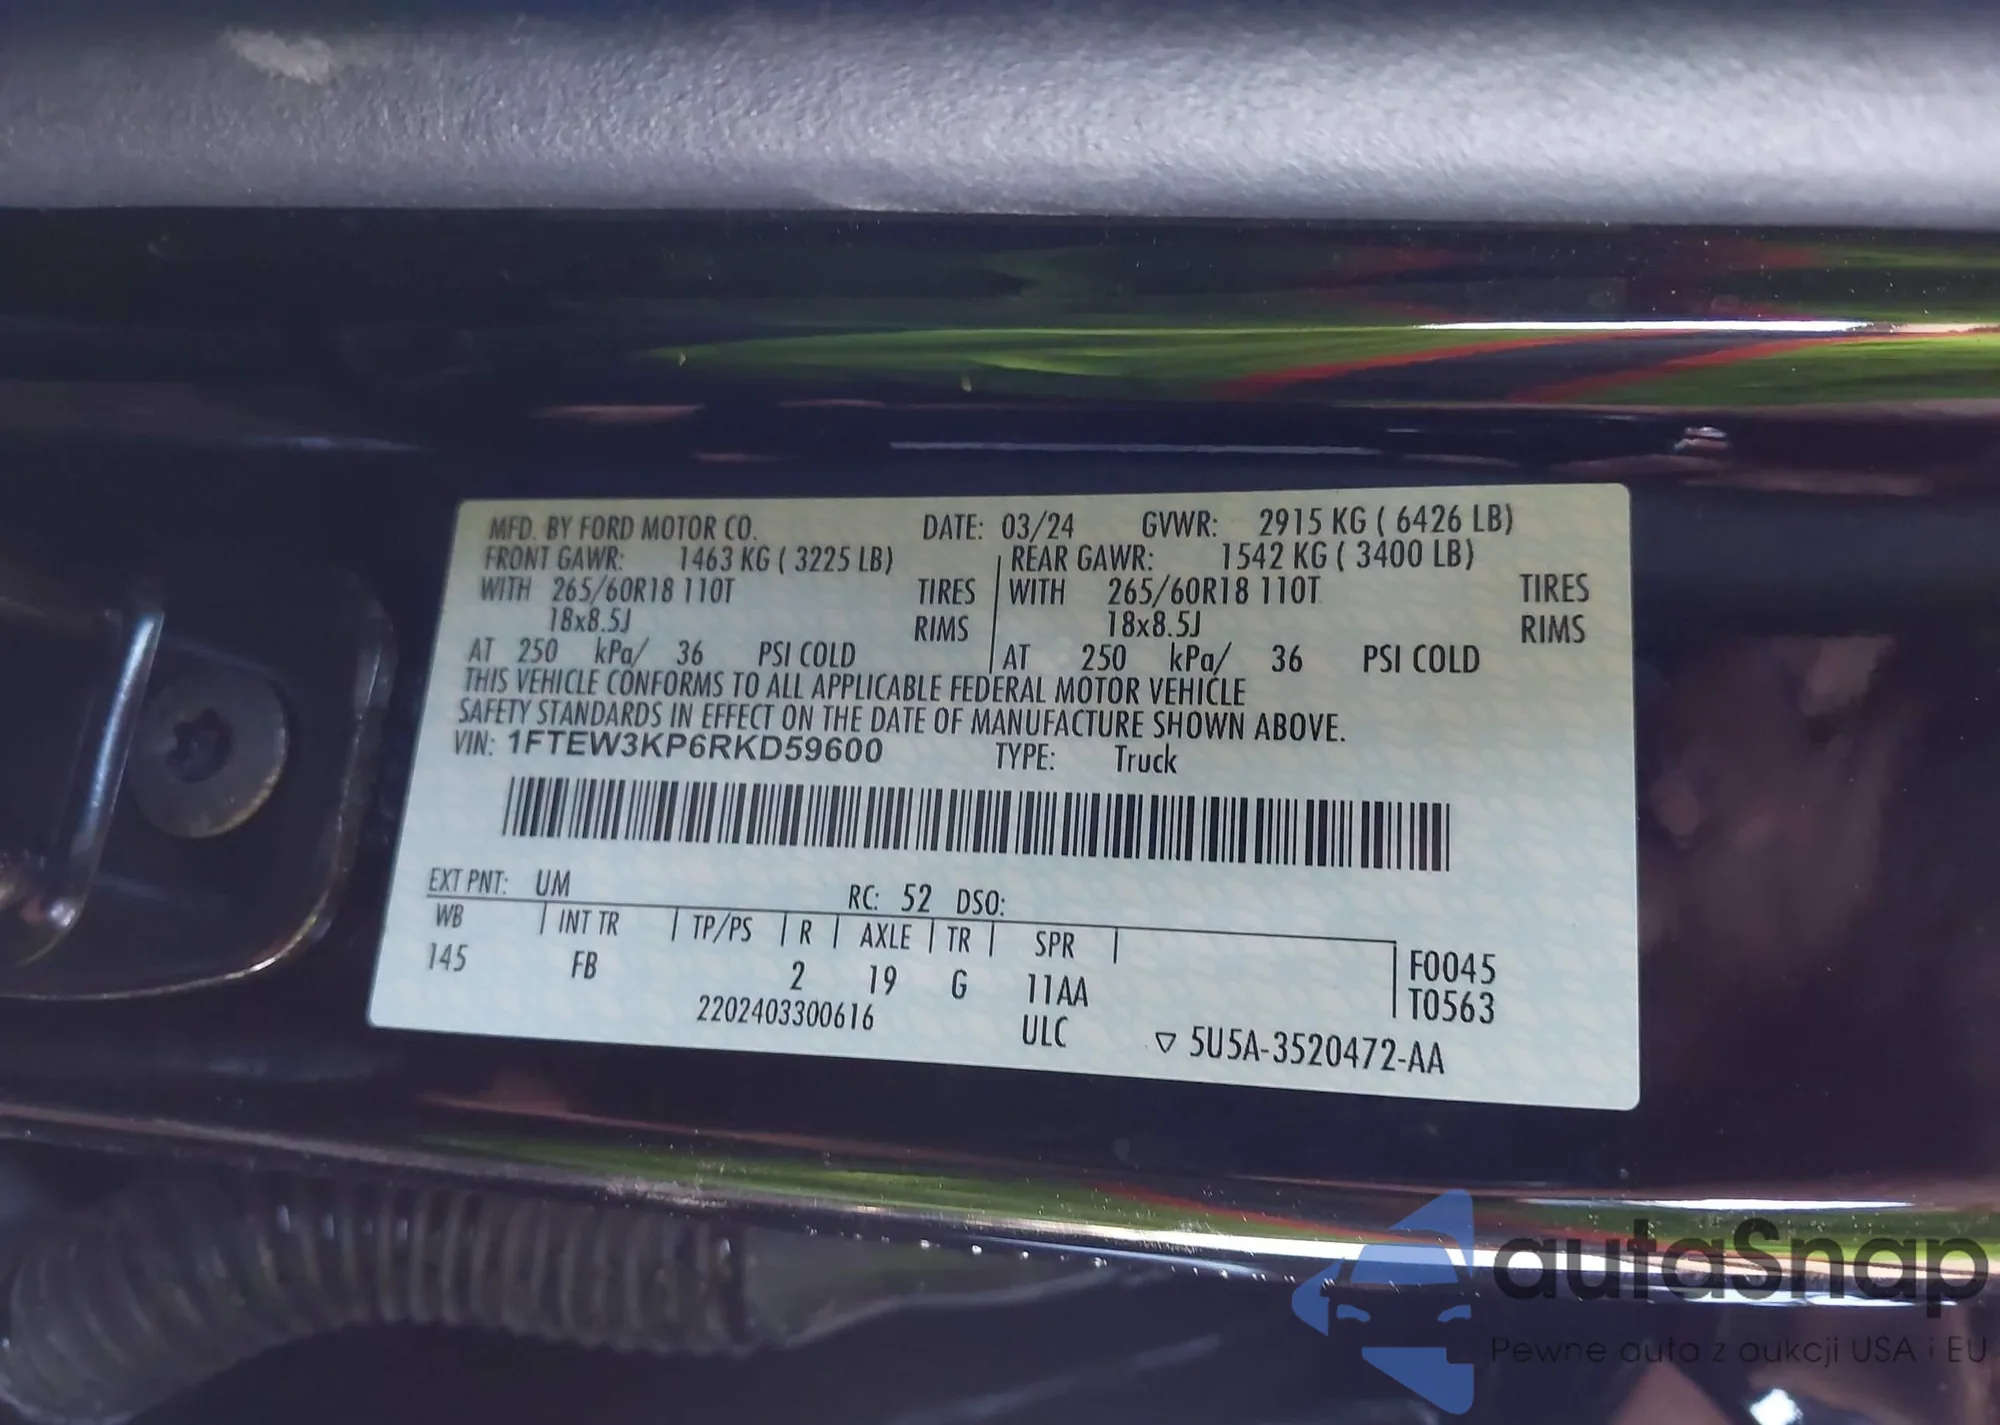 MFD. BY FORD MOTOR CO. DATE: 03/24 GVWR: 2915 KG ( 6426 LB)
FRONT GAWR: 1463 KG ( 3225 LB) REAR GAWR: 1542 KG ( 3400 LB)
WITH 265/60R18 110T TIRES WITH 265/60R18 110T TIRES
18x8.5J RIMS 18x8.5J RIMS
AT 250 kPa/ 36 PSI COLD AT 250 kPa/ 36 PSI COLD
THIS VEHICLE CONFORMS TO ALL APPLICABLE FEDERAL MOTOR VEHICLE
SAFETY STANDARDS IN EFFECT ON THE DATE OF MANUFACTURE SHOWN ABOVE.
VIN: 1FTEW3KP6RKD59600 TYPE: Truck
EXT PNT: UM RC: 52 DSO:
WB INT TR TP/PS R AXLE TR SPR
145 FB 2 19 G 11AA F0045
T0563
2202403300616 ULC ▽ 5U5A-3520472-AA
autaSnap
Pewne auta z aukcji USA i EU